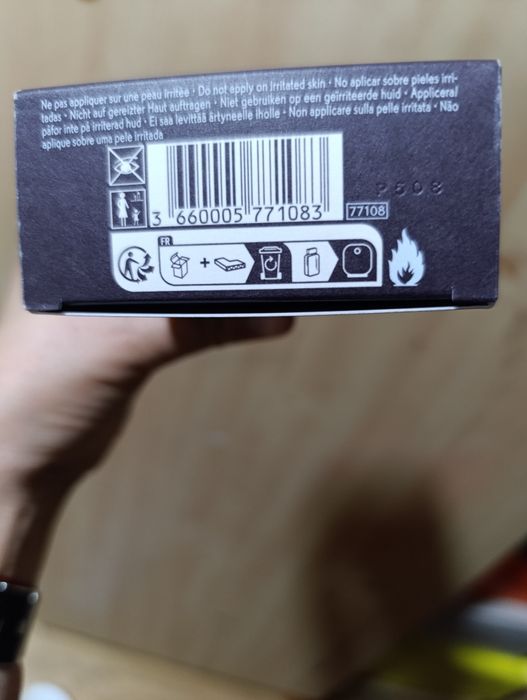 Ne pas appliquer sur une peau irritée • Do not apply on irritated skin • No aplicar sobre pieles irri-
tadas • Nicht auf gereizter Haut auftragen • Niet gebruiken op een geïrriteerde huid • Appliceral
påfor inte på irriterad hud • Ei saa levittää ärtyneelle iholle • Non applicare sulla pelle irritata • Não
aplique sobre uma pele irritada
P508
3 660005 771083
77108
FR